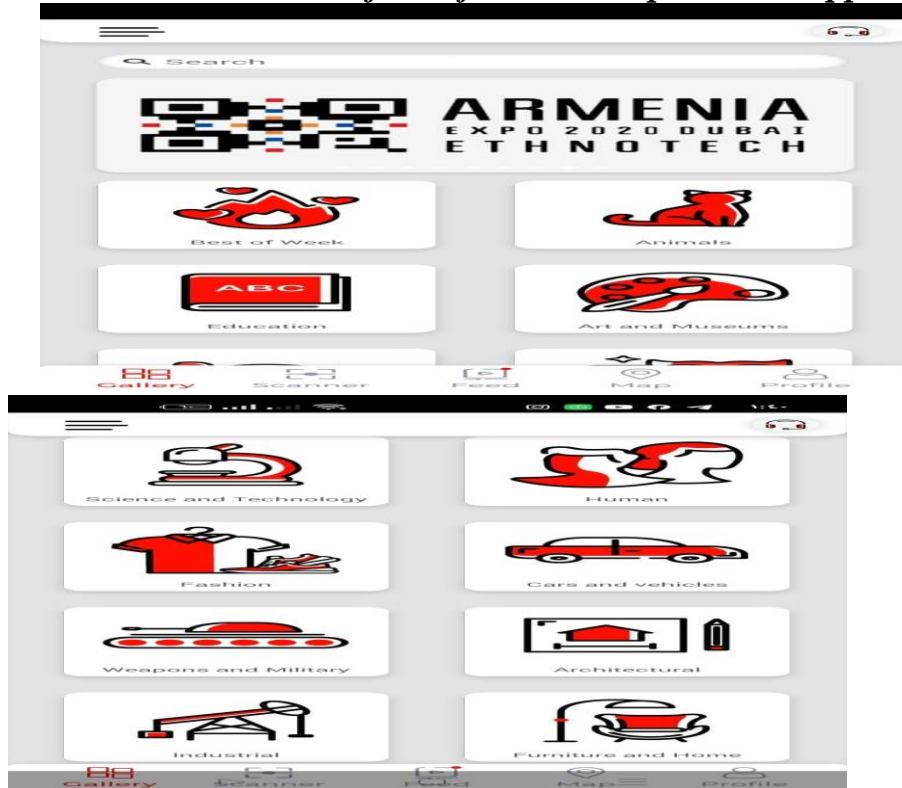 Search
ARMENIA
EXPO 2020 DUBAI
ETHNOTECH
Best of Week
Animals
ABC
Education
Art and Museums
Gallery Scanner Feed Map Profile
١:٤٠
Science and Technology
Human
Fashion
Cars and vehicles
Weapons and Military
Architectural
Industrial
Furniture and Home
Gallery Scanner Feed Map Profile